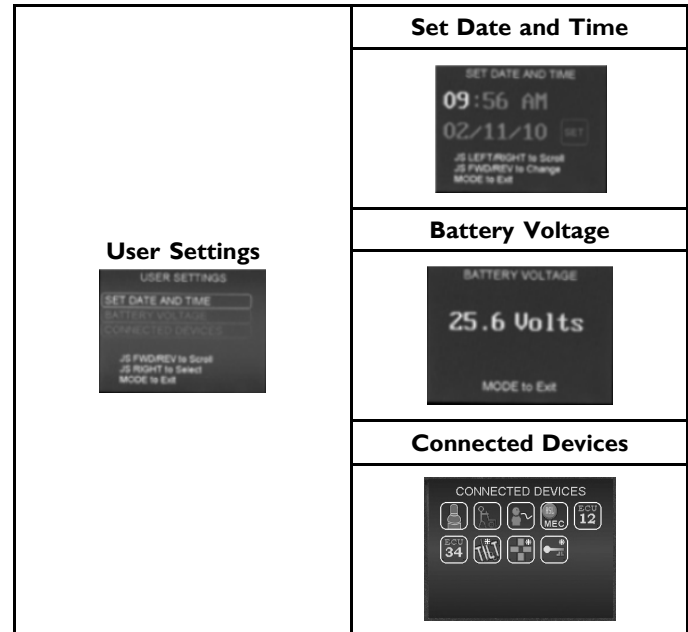 User Settings
USER SETTINGS
SET DATE AND TIME
BATTERY VOLTAGE
CONNECTED DEVICES
JS FWD/REV to Scroll
JS RIGHT to Select
MODE to Exit
Set Date and Time
SET DATE AND TIME
09:56 AM
02/11/10 SET
JS LEFT/RIGHT to Scroll
JS FWD/REV to Change
MODE to Exit
Battery Voltage
BATTERY VOLTAGE
25.6 Volts
MODE to Exit
Connected Devices
CONNECTED DEVICES
MEC ECU 12
ECU 34 TILT